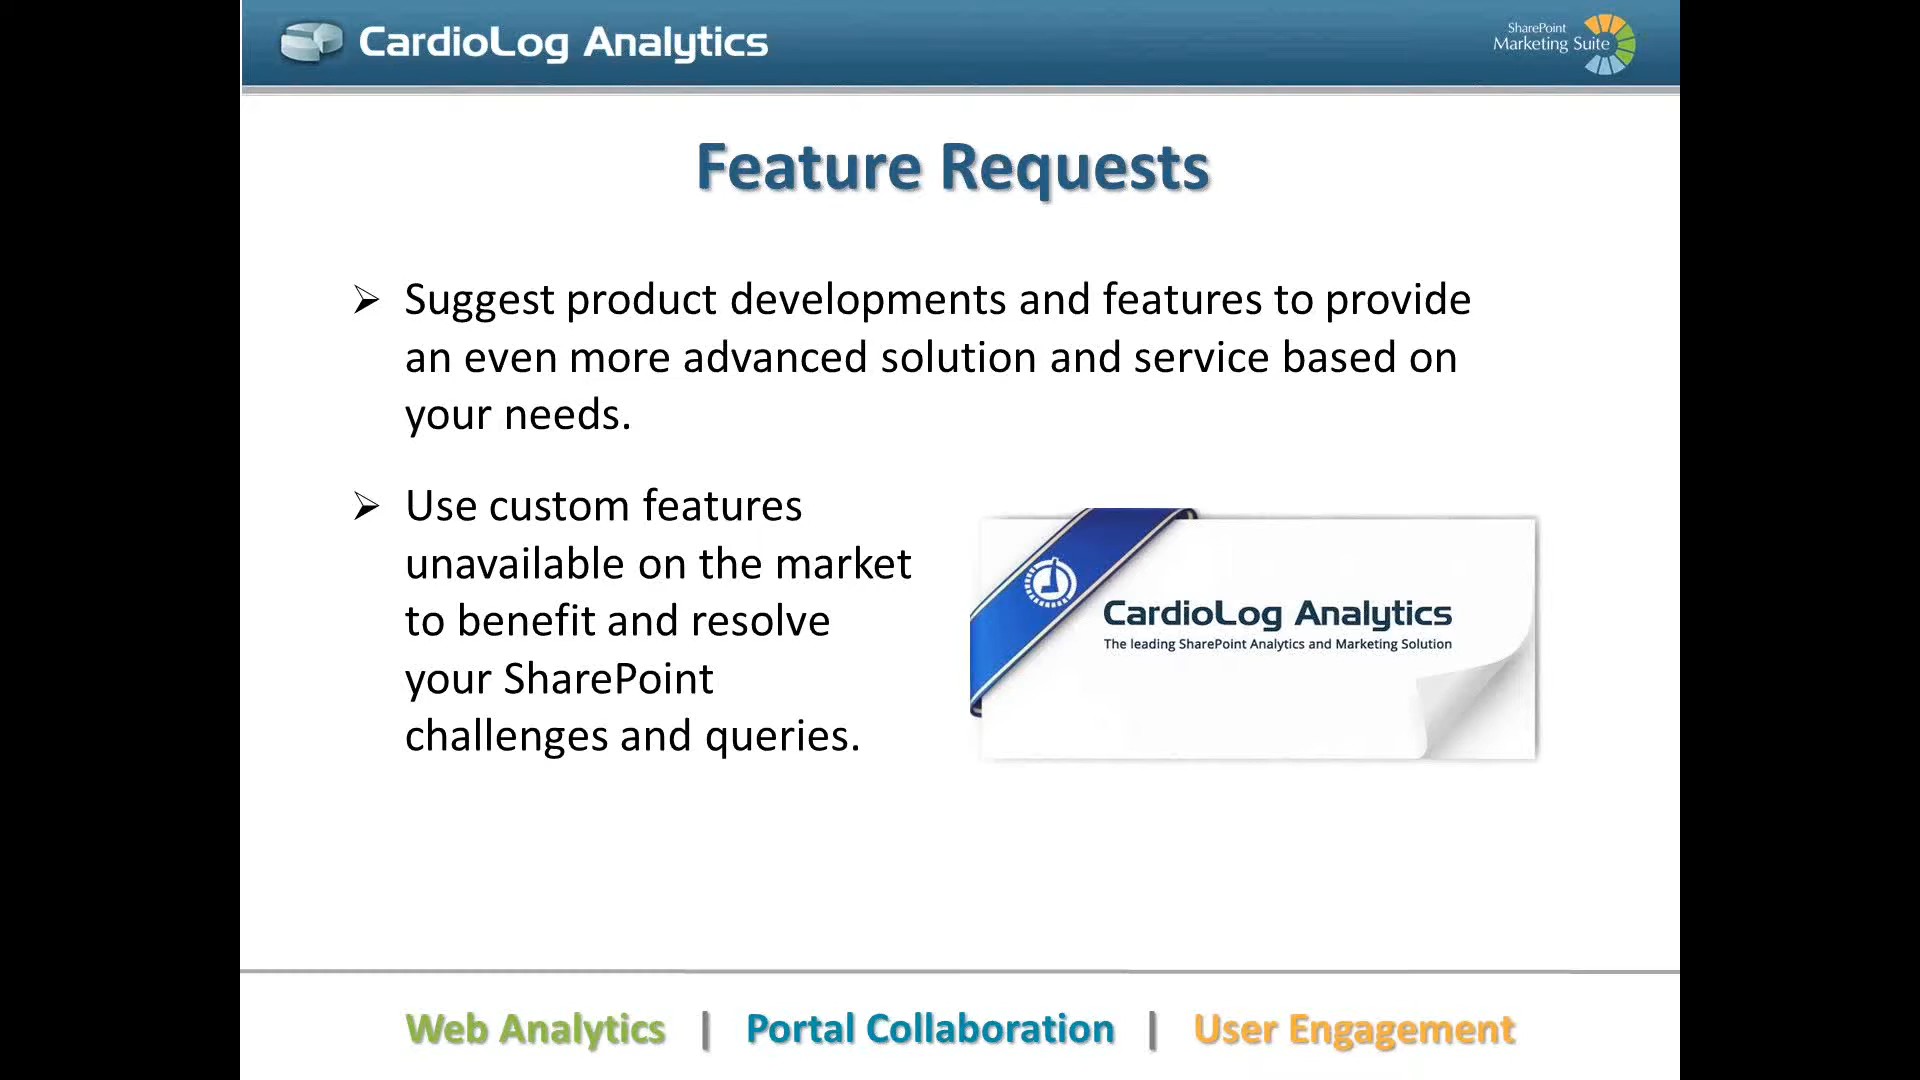 CardioLog Analytics
SharePoint
Marketing Suite
Feature Requests
Suggest product developments and features to provide
an even more advanced solution and service based on
your needs.
Use custom features
unavailable on the market
to benefit and resolve
your SharePoint
challenges and queries.
CardioLog Analytics
The leading SharePoint Analytics and Marketing Solution
Web Analytics | Portal Collaboration | User Engagement